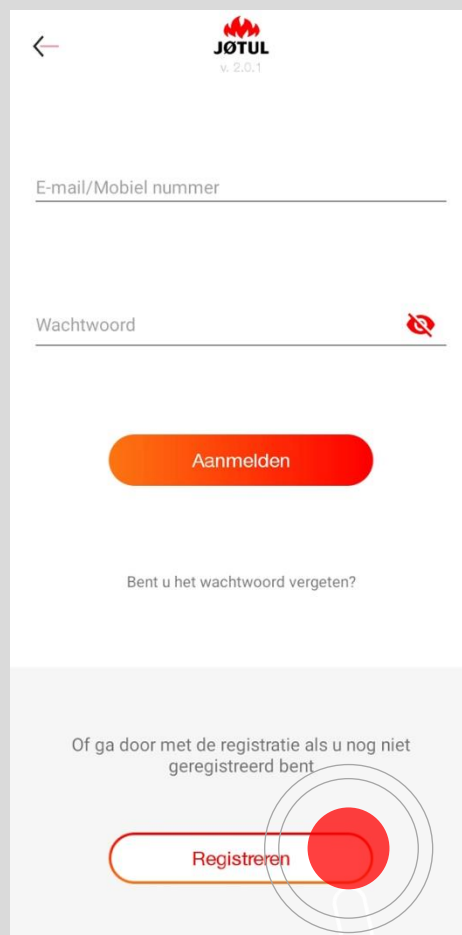 JØTUL
v. 2.0.1
E-mail/Mobiel nummer
Wachtwoord
Aanmelden
Bent u het wachtwoord vergeten?
Of ga door met de registratie als u nog niet
geregistreerd bent
Registreren